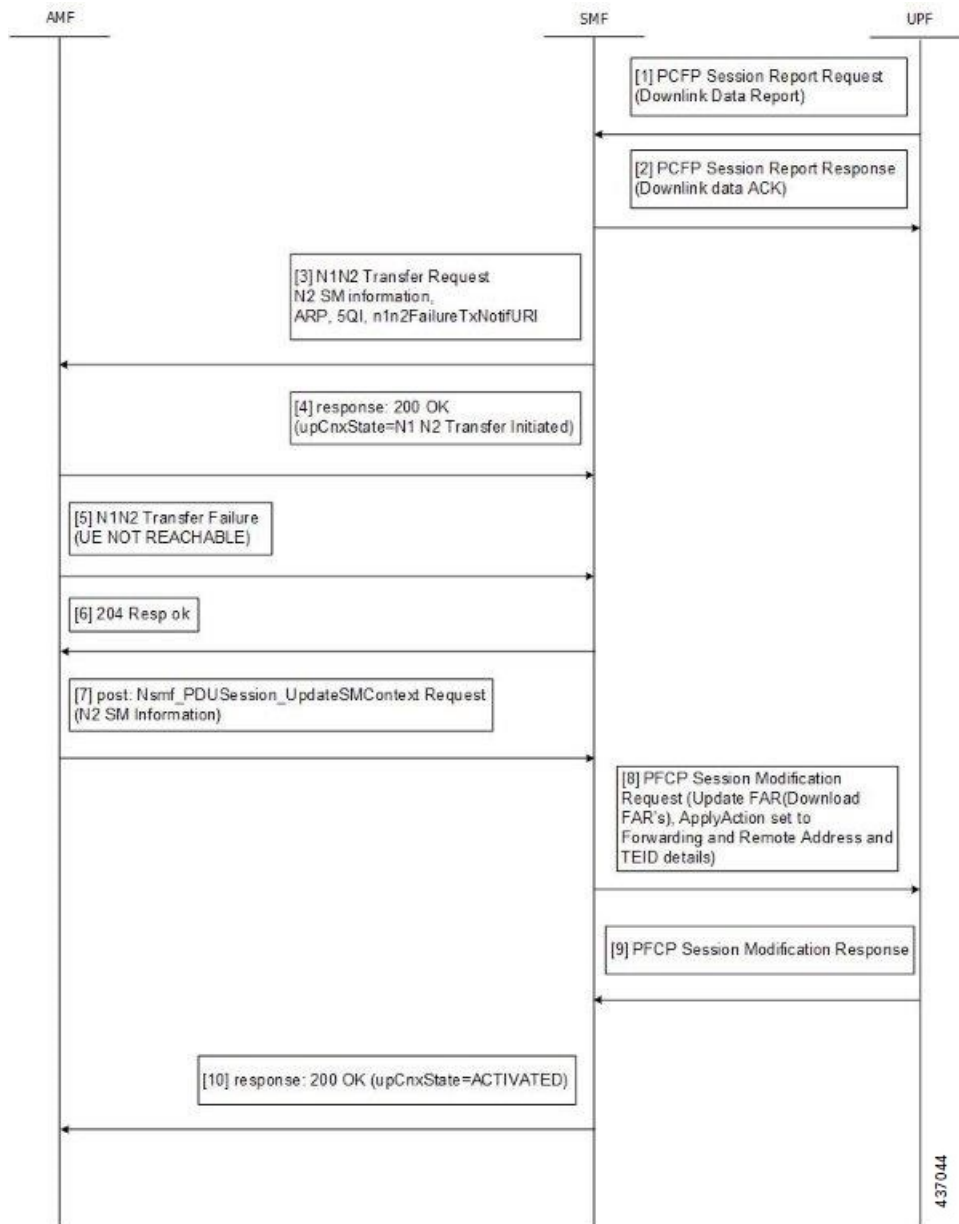 AMF
SMF
UPF
[1] PCFP Session Report Request
(Downlink Data Report)
[2] PCFP Session Report Response
(Downlink data ACK)
[3] N1N2 Transfer Request
N2 SM information,
ARP, 5QI, n1n2FailureTxNotifURI
[4] response: 200 OK
(upCnxState=N1 N2 Transfer Initiated)
[5] N1N2 Transfer Failure
(UE NOT REACHABLE)
[6] 204 Resp ok
[7] post: Nsmf_PDUSession_UpdateSMContext Request
(N2 SM Information)
[8] PFCP Session Modification
Request (Update FAR(Download
FAR's), ApplyAction set to
Forwarding and Remote Address and
TEID details)
[9] PFCP Session Modification Response
[10] response: 200 OK (upCnxState=ACTIVATED)
437044